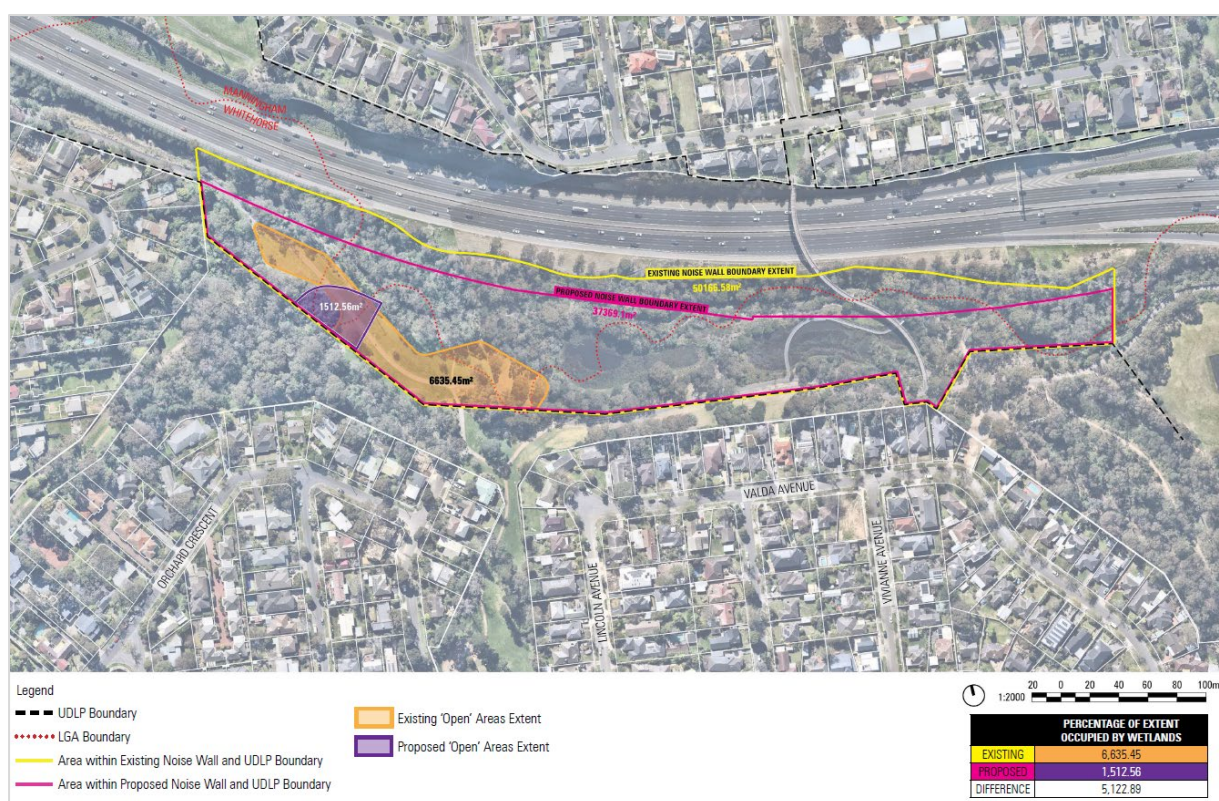 MANNINGHAM
WHITEHORSE
EXISTING NOISE WALL BOUNDARY EXTENT
50166.58m²
PROPOSED NOISE WALL BOUNDARY EXTENT
37369.1m²
1512.56m²
6635.45m²
ORCHARD CRESCENT
LINCOLN AVENUE
VALDA AVENUE
VIVIANNE AVENUE
Legend
UDLP Boundary
LGA Boundary
Area within Existing Noise Wall and UDLP Boundary
Area within Proposed Noise Wall and UDLP Boundary
Existing 'Open' Areas Extent
Proposed 'Open' Areas Extent
1:2000
20 0 20 40 60 80 100m
PERCENTAGE OF EXTENT
OCCUPIED BY WETLANDS
EXISTING 6,635.45
PROPOSED 1,512.56
DIFFERENCE 5,122.89